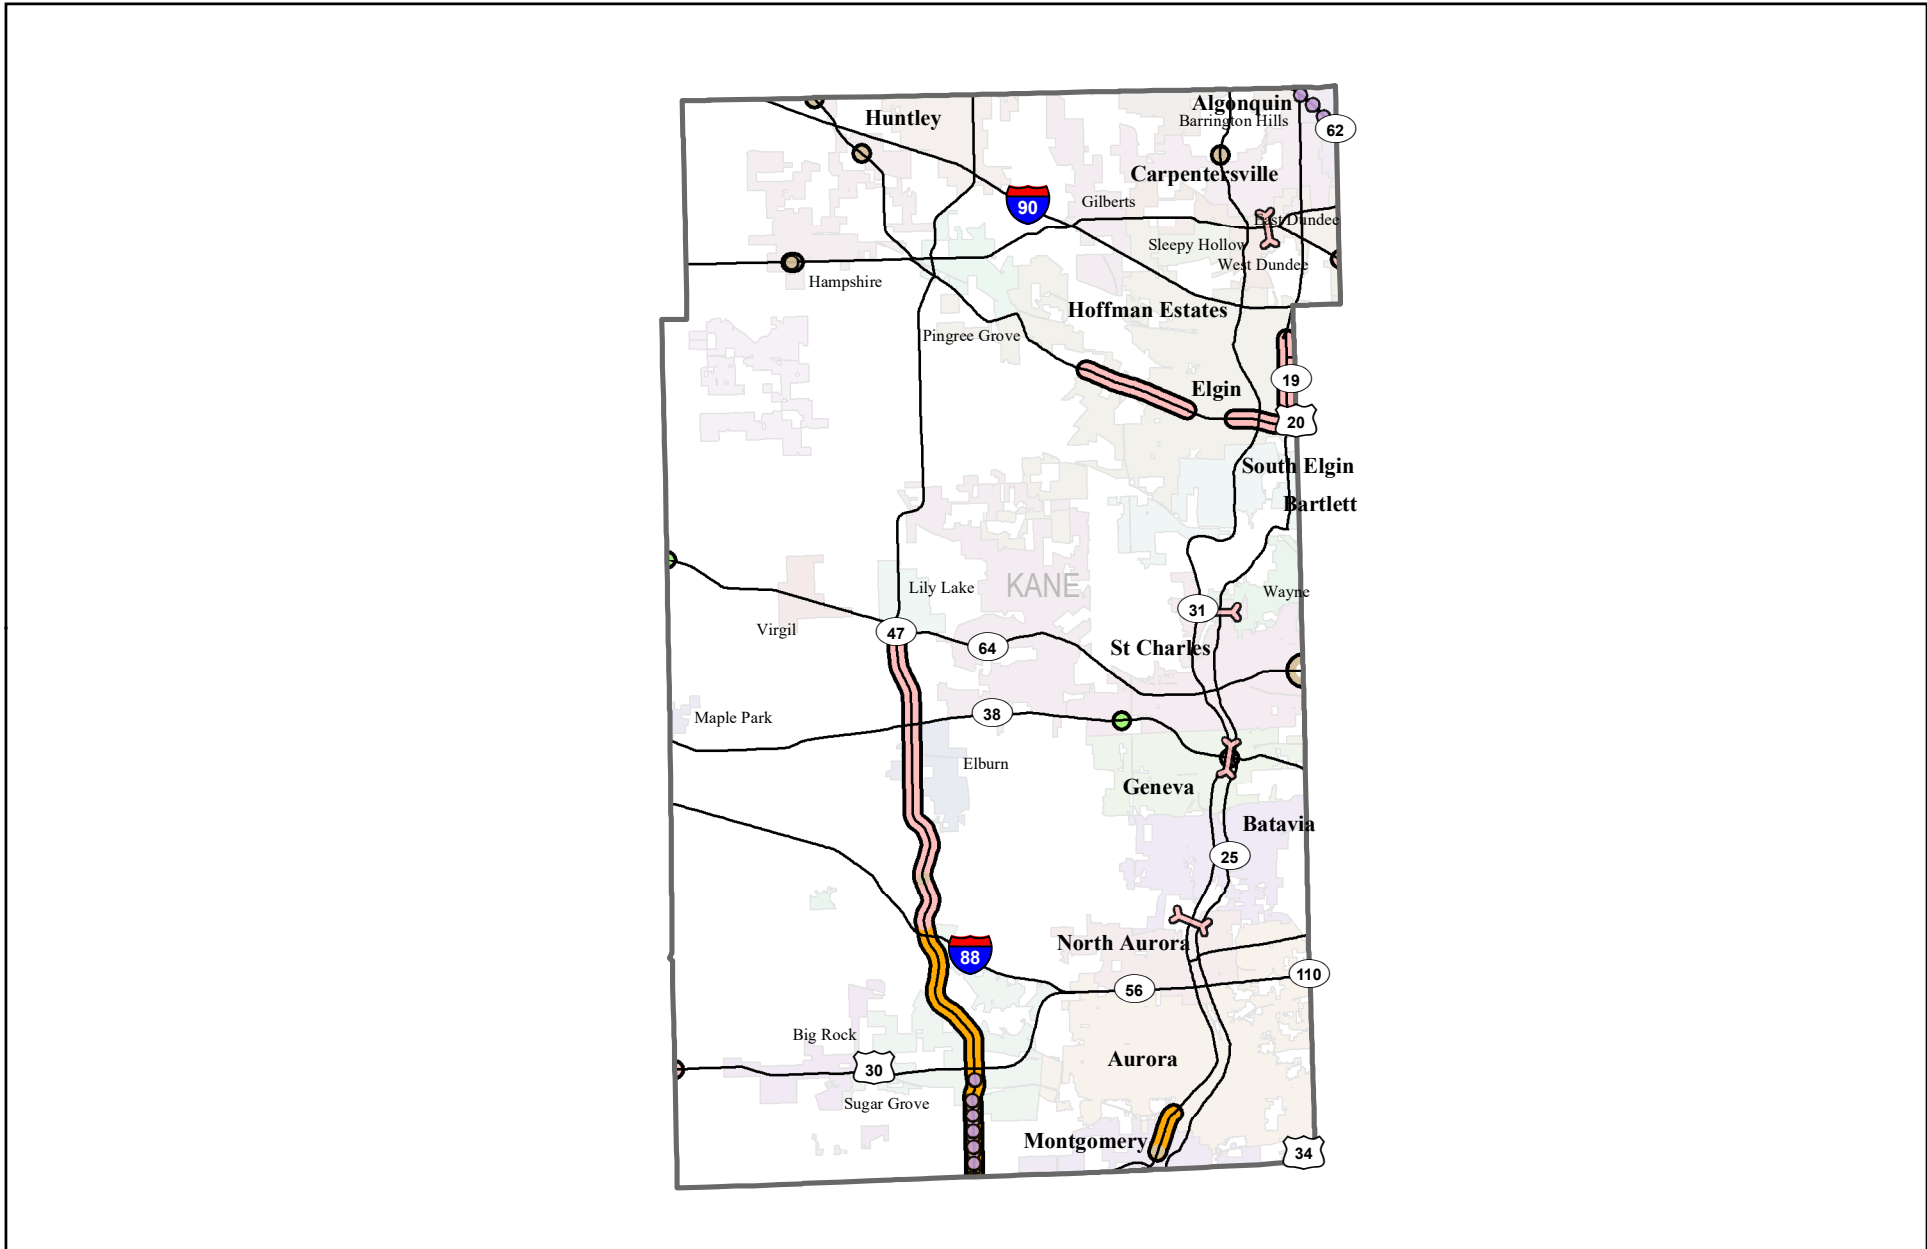 Algonquin
Huntley
Barrington Hills
62
Carpentersville
90
Gilberts
East Dundee
Sleepy Hollow
West Dundee
Hampshire
Hoffman Estates
Pingree Grove
19
Elgin
20
South Elgin
Bartlett
KANE
Lily Lake
Wayne
31
Virgil
47
64
St Charles
38
Maple Park
Elburn
Geneva
Batavia
25
North Aurora
88
110
56
Big Rock
Aurora
30
Sugar Grove
Montgomery
34